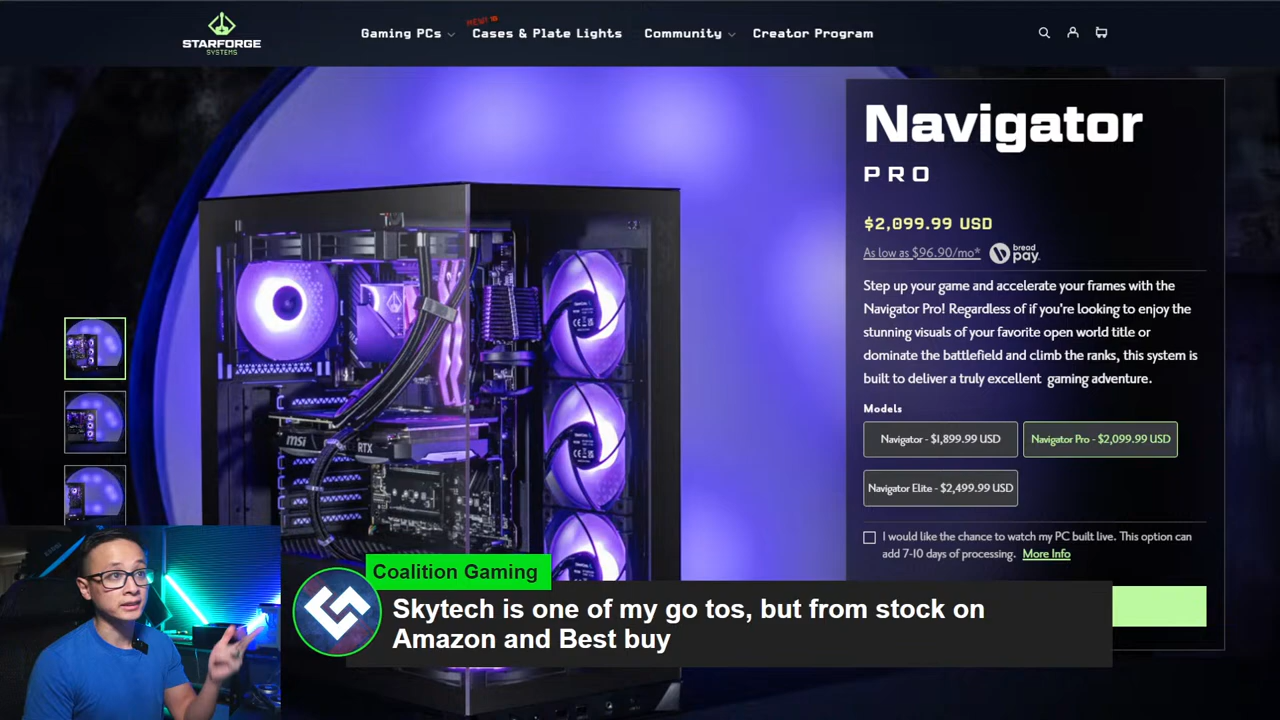 STARFORGE
SYSTEMS
Gaming PCs
NEW!
Cases & Plate Lights
Community
Creator Program
Navigator
PRO
$2,099.99 USD
As low as $96.90/mo*
bread
pay
Step up your game and accelerate your frames with the
Navigator Pro! Regardless of if you're looking to enjoy the
stunning visuals of your favorite open world title or
dominate the battlefield and climb the ranks, this system is
built to deliver a truly excellent gaming adventure.
Models
Navigator - $1,899.99 USD
Navigator Pro - $2,099.99 USD
Navigator Elite - $2,499.99 USD
I would like the chance to watch my PC built live. This option can
add 7-10 days of processing. More Info
msi
RTX
Coalition Gaming
Skytech is one of my go tos, but from stock on
Amazon and Best buy